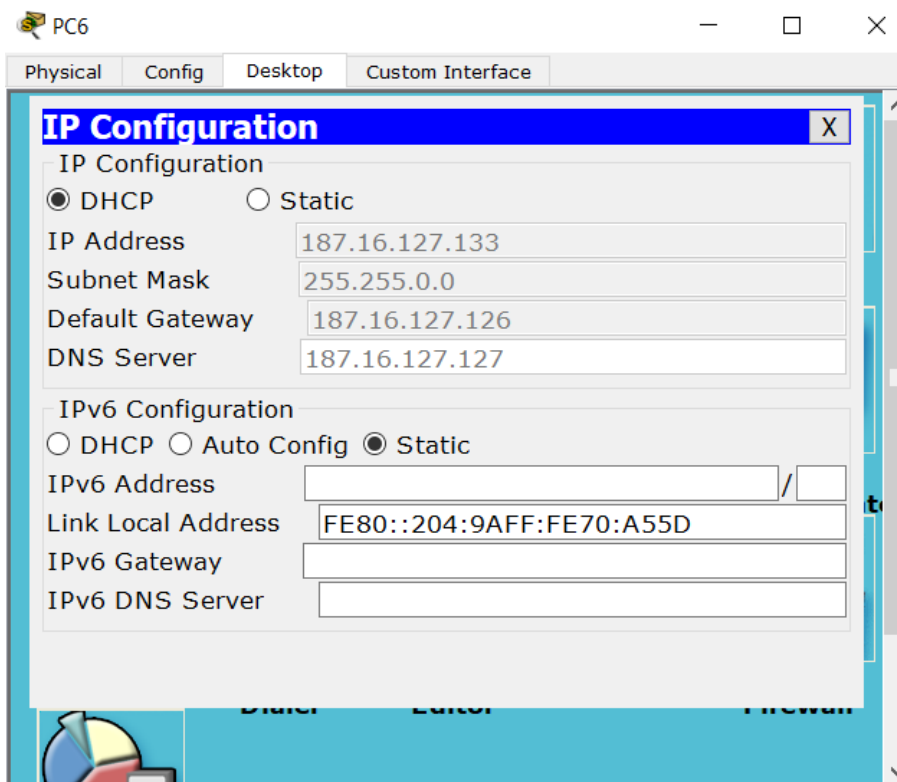 PC6
Physical Config Desktop Custom Interface
IP Configuration X
IP Configuration
DHCP Static
IP Address 187.16.127.133
Subnet Mask 255.255.0.0
Default Gateway 187.16.127.126
DNS Server 187.16.127.127
IPv6 Configuration
DHCP Auto Config Static
IPv6 Address /
Link Local Address FE80::204:9AFF:FE70:A55D
IPv6 Gateway
IPv6 DNS Server
Dialer Editor Firewall